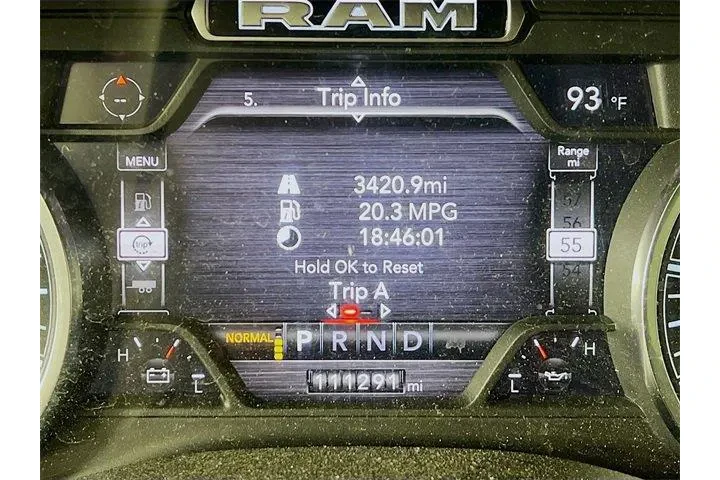 RAM
5. Trip Info
93 °F
MENU
Range
mi
3420.9mi
57
20.3 MPG
56
18:46:01
trip
55
Hold OK to Reset
54
Trip A
NORMAL P R N D
H
L
111291 mi
L
H